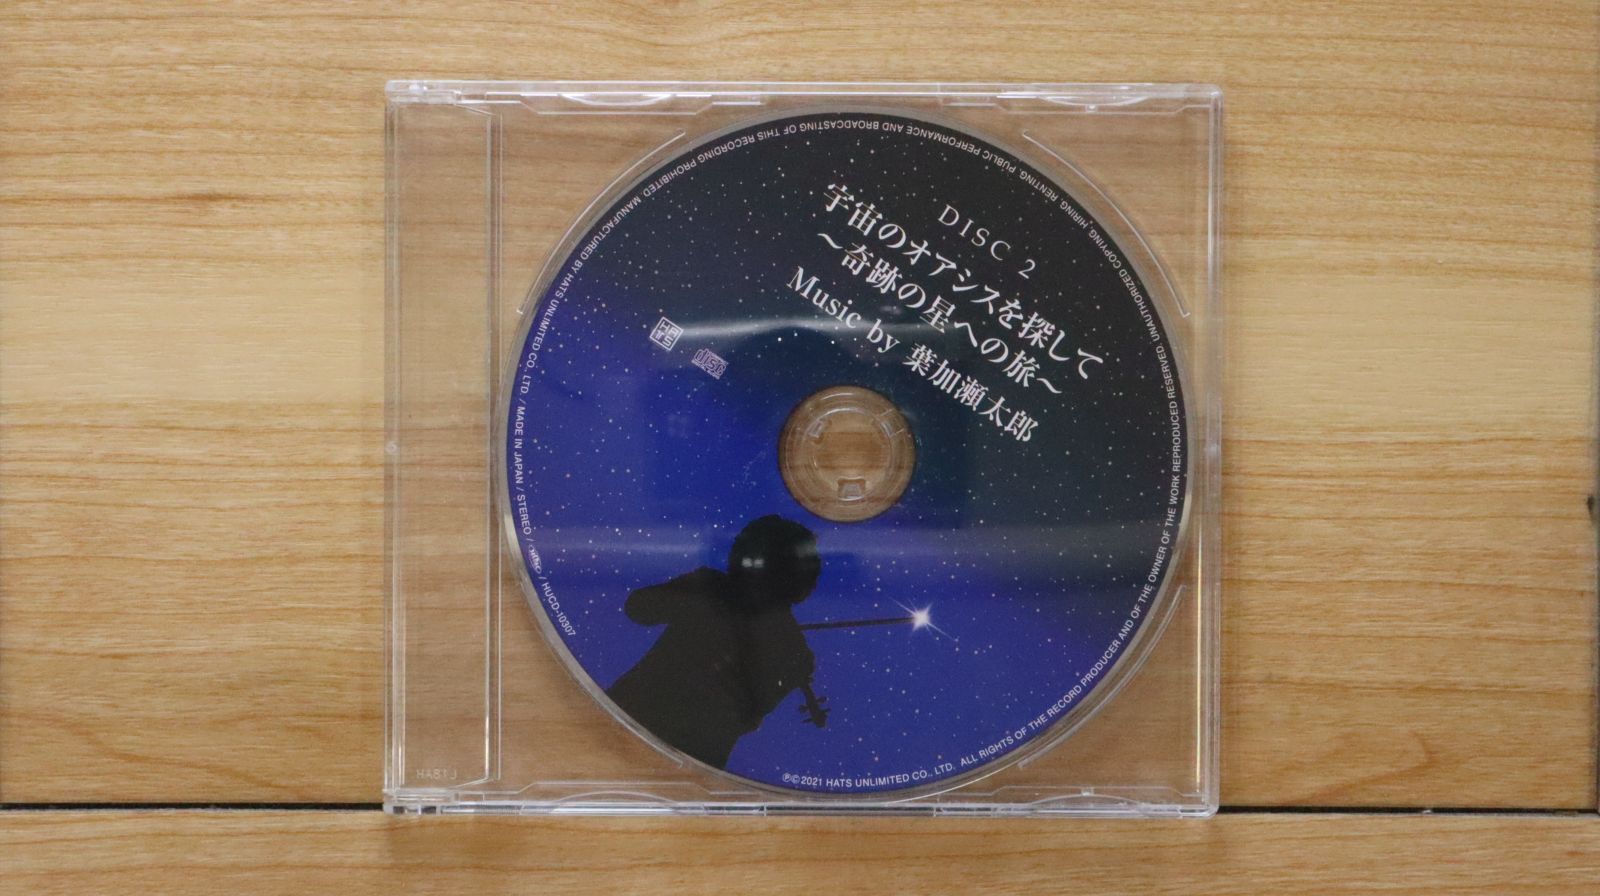 DISC 2
宇宙のオアシスを探して
～奇跡の星への旅～
Music by 葉加瀬太郎
HATS
disc
UNAUTHORIZED COPYING, HIRING, RENTING, PUBLIC PERFORMANCE AND BROADCASTING OF THIS RECORDING PROHIBITED. MANUFACTURED BY HATS UNLIMITED CO., LTD. / MADE IN JAPAN / STEREO / disc / HUCD-10307
Ⓟ© 2021 HATS UNLIMITED CO., LTD. ALL RIGHTS OF THE RECORD PRODUCER AND OF THE OWNER OF THE WORK REPRODUCED RESERVED.